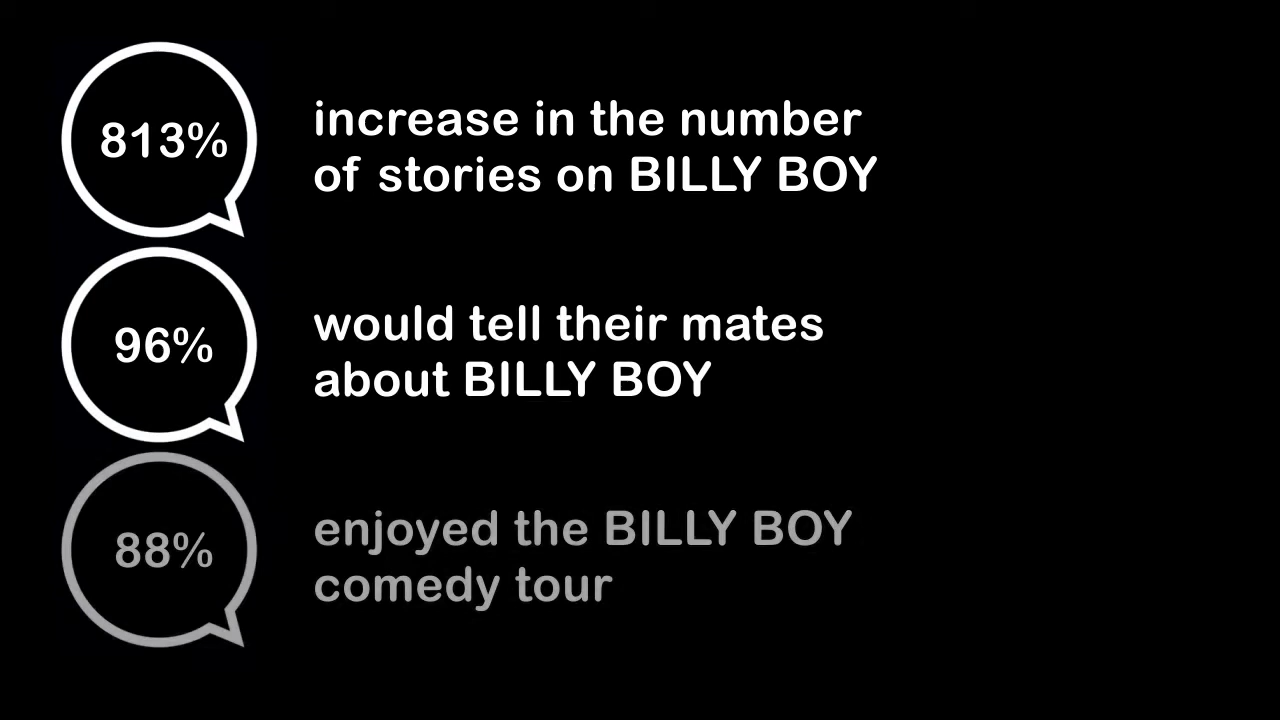 813%
increase in the number
of stories on BILLY BOY
96%
would tell their mates
about BILLY BOY
88%
enjoyed the BILLY BOY
comedy tour